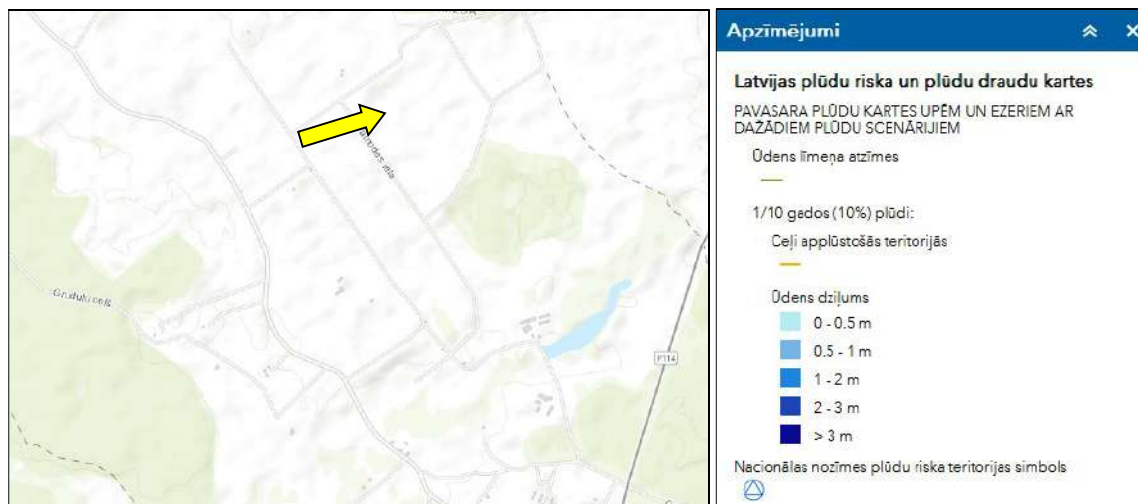 iela
P114
Apzīmējumi
Latvijas plūdu riska un plūdu draudu kartes
PAVASARA PLŪDU KARTES UPĒM UN EZERIEM AR
DAŽĀDIEM PLŪDU SCENĀRIJIEM
Ūdens līmeņa atzīmes
1/10 gados (10%) plūdi:
Ceļi applūstošās teritorijās
Ūdens dziļums
0 - 0.5 m
0.5 - 1 m
1 - 2 m
2 - 3 m
> 3 m
Nacionālas nozīmes plūdu riska teritorijas simbols